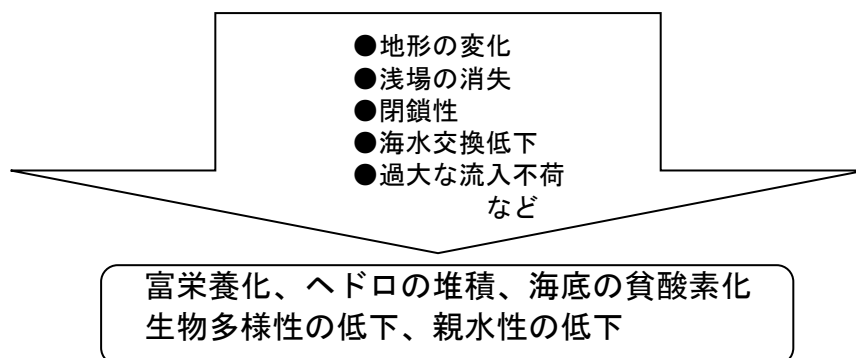 ●地形の変化
●浅場の消失
●閉鎖性
●海水交換低下
●過大な流入不荷
など
富栄養化、ヘドロの堆積、海底の貧酸素化
生物多様性の低下、親水性の低下